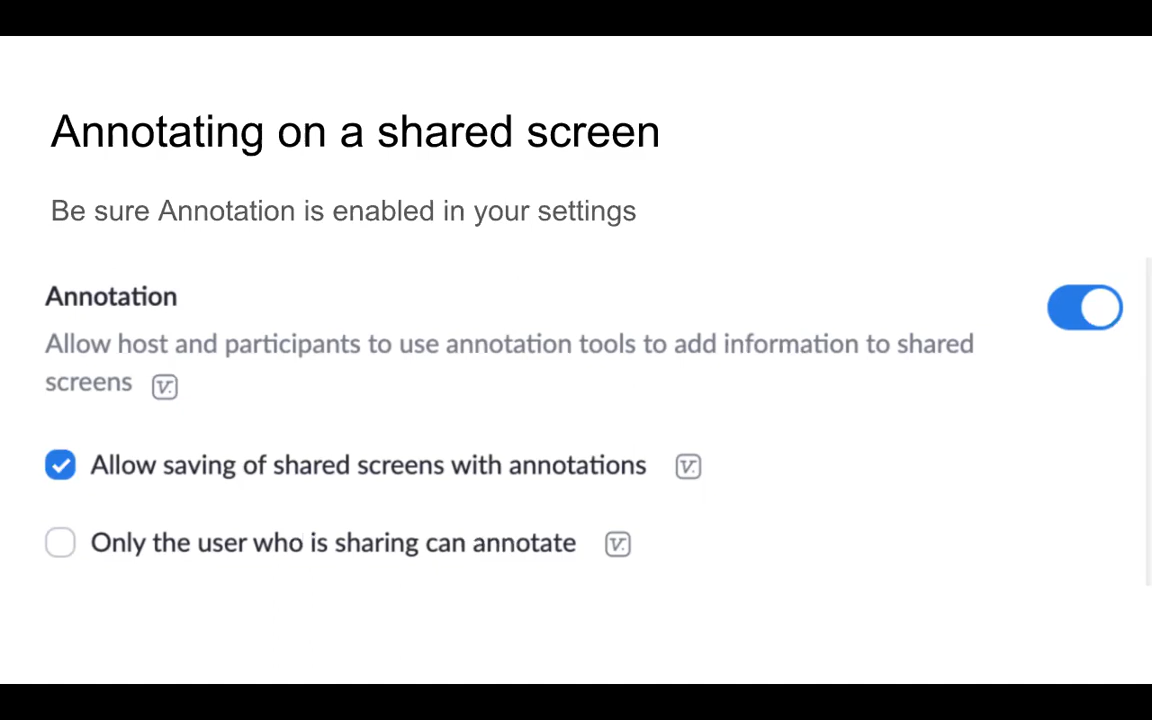 Annotating on a shared screen
Be sure Annotation is enabled in your settings
Annotation
Allow host and participants to use annotation tools to add information to shared
screens V.
Allow saving of shared screens with annotations V.
Only the user who is sharing can annotate V.